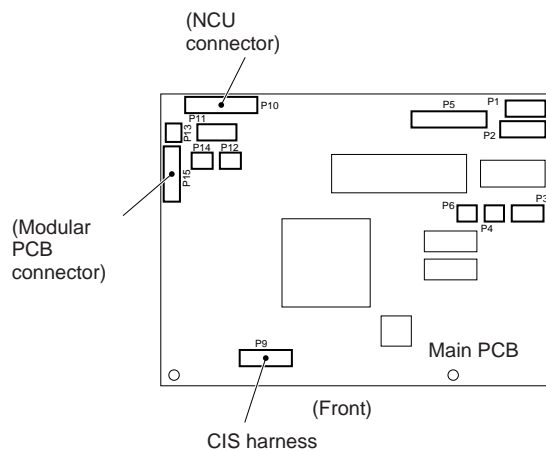 (NCU
connector)
P10
P11
P13
P14
P12
P15
P5
P1
P2
(Modular
PCB
connector)
P6
P4
P3
P9
Main PCB
(Front)
CIS harness